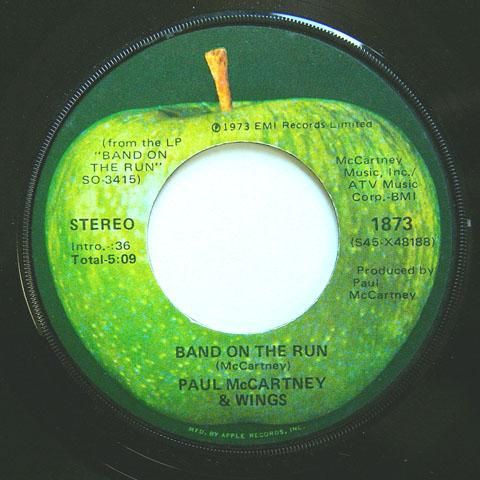 ℗1973 EMI Records Limited
(from the LP
"BAND ON
THE RUN"
SO-3415)
McCartney
Music, Inc./
ATV Music
Corp.-BMI
STEREO
1873
(S45-X48188)
Intro.-:36
Total-5:09
Produced by
Paul
McCartney
BAND ON THE RUN
(McCartney)
PAUL McCARTNEY
& WINGS
MFD. BY APPLE RECORDS, INC.